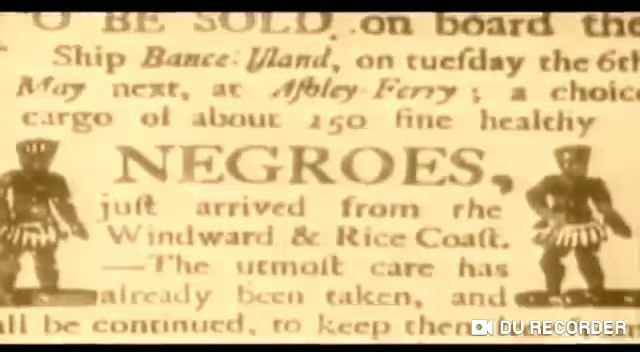 O BE SOLD, on board the
Ship Bance: Yland, on tuesday the 6th
May next, at Ashley-Ferry; a choice
cargo of about 250 fine healthy
NEGROES,
just arrived from the
Windward & Rice Coast.
—The utmost care has
already been taken, and
ll be continued, to keep them
DU RECORDER